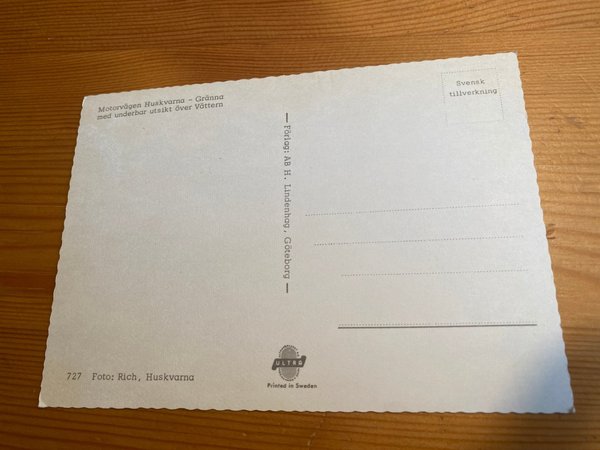 Motorvägen Huskvarna – Gränna
med underbar utsikt över Vättern
Svensk
tillverkning
Förlag: AB H. Lindenhag, Göteborg
ULTRA
Printed in Sweden
727 Foto: Rich, Huskvarna